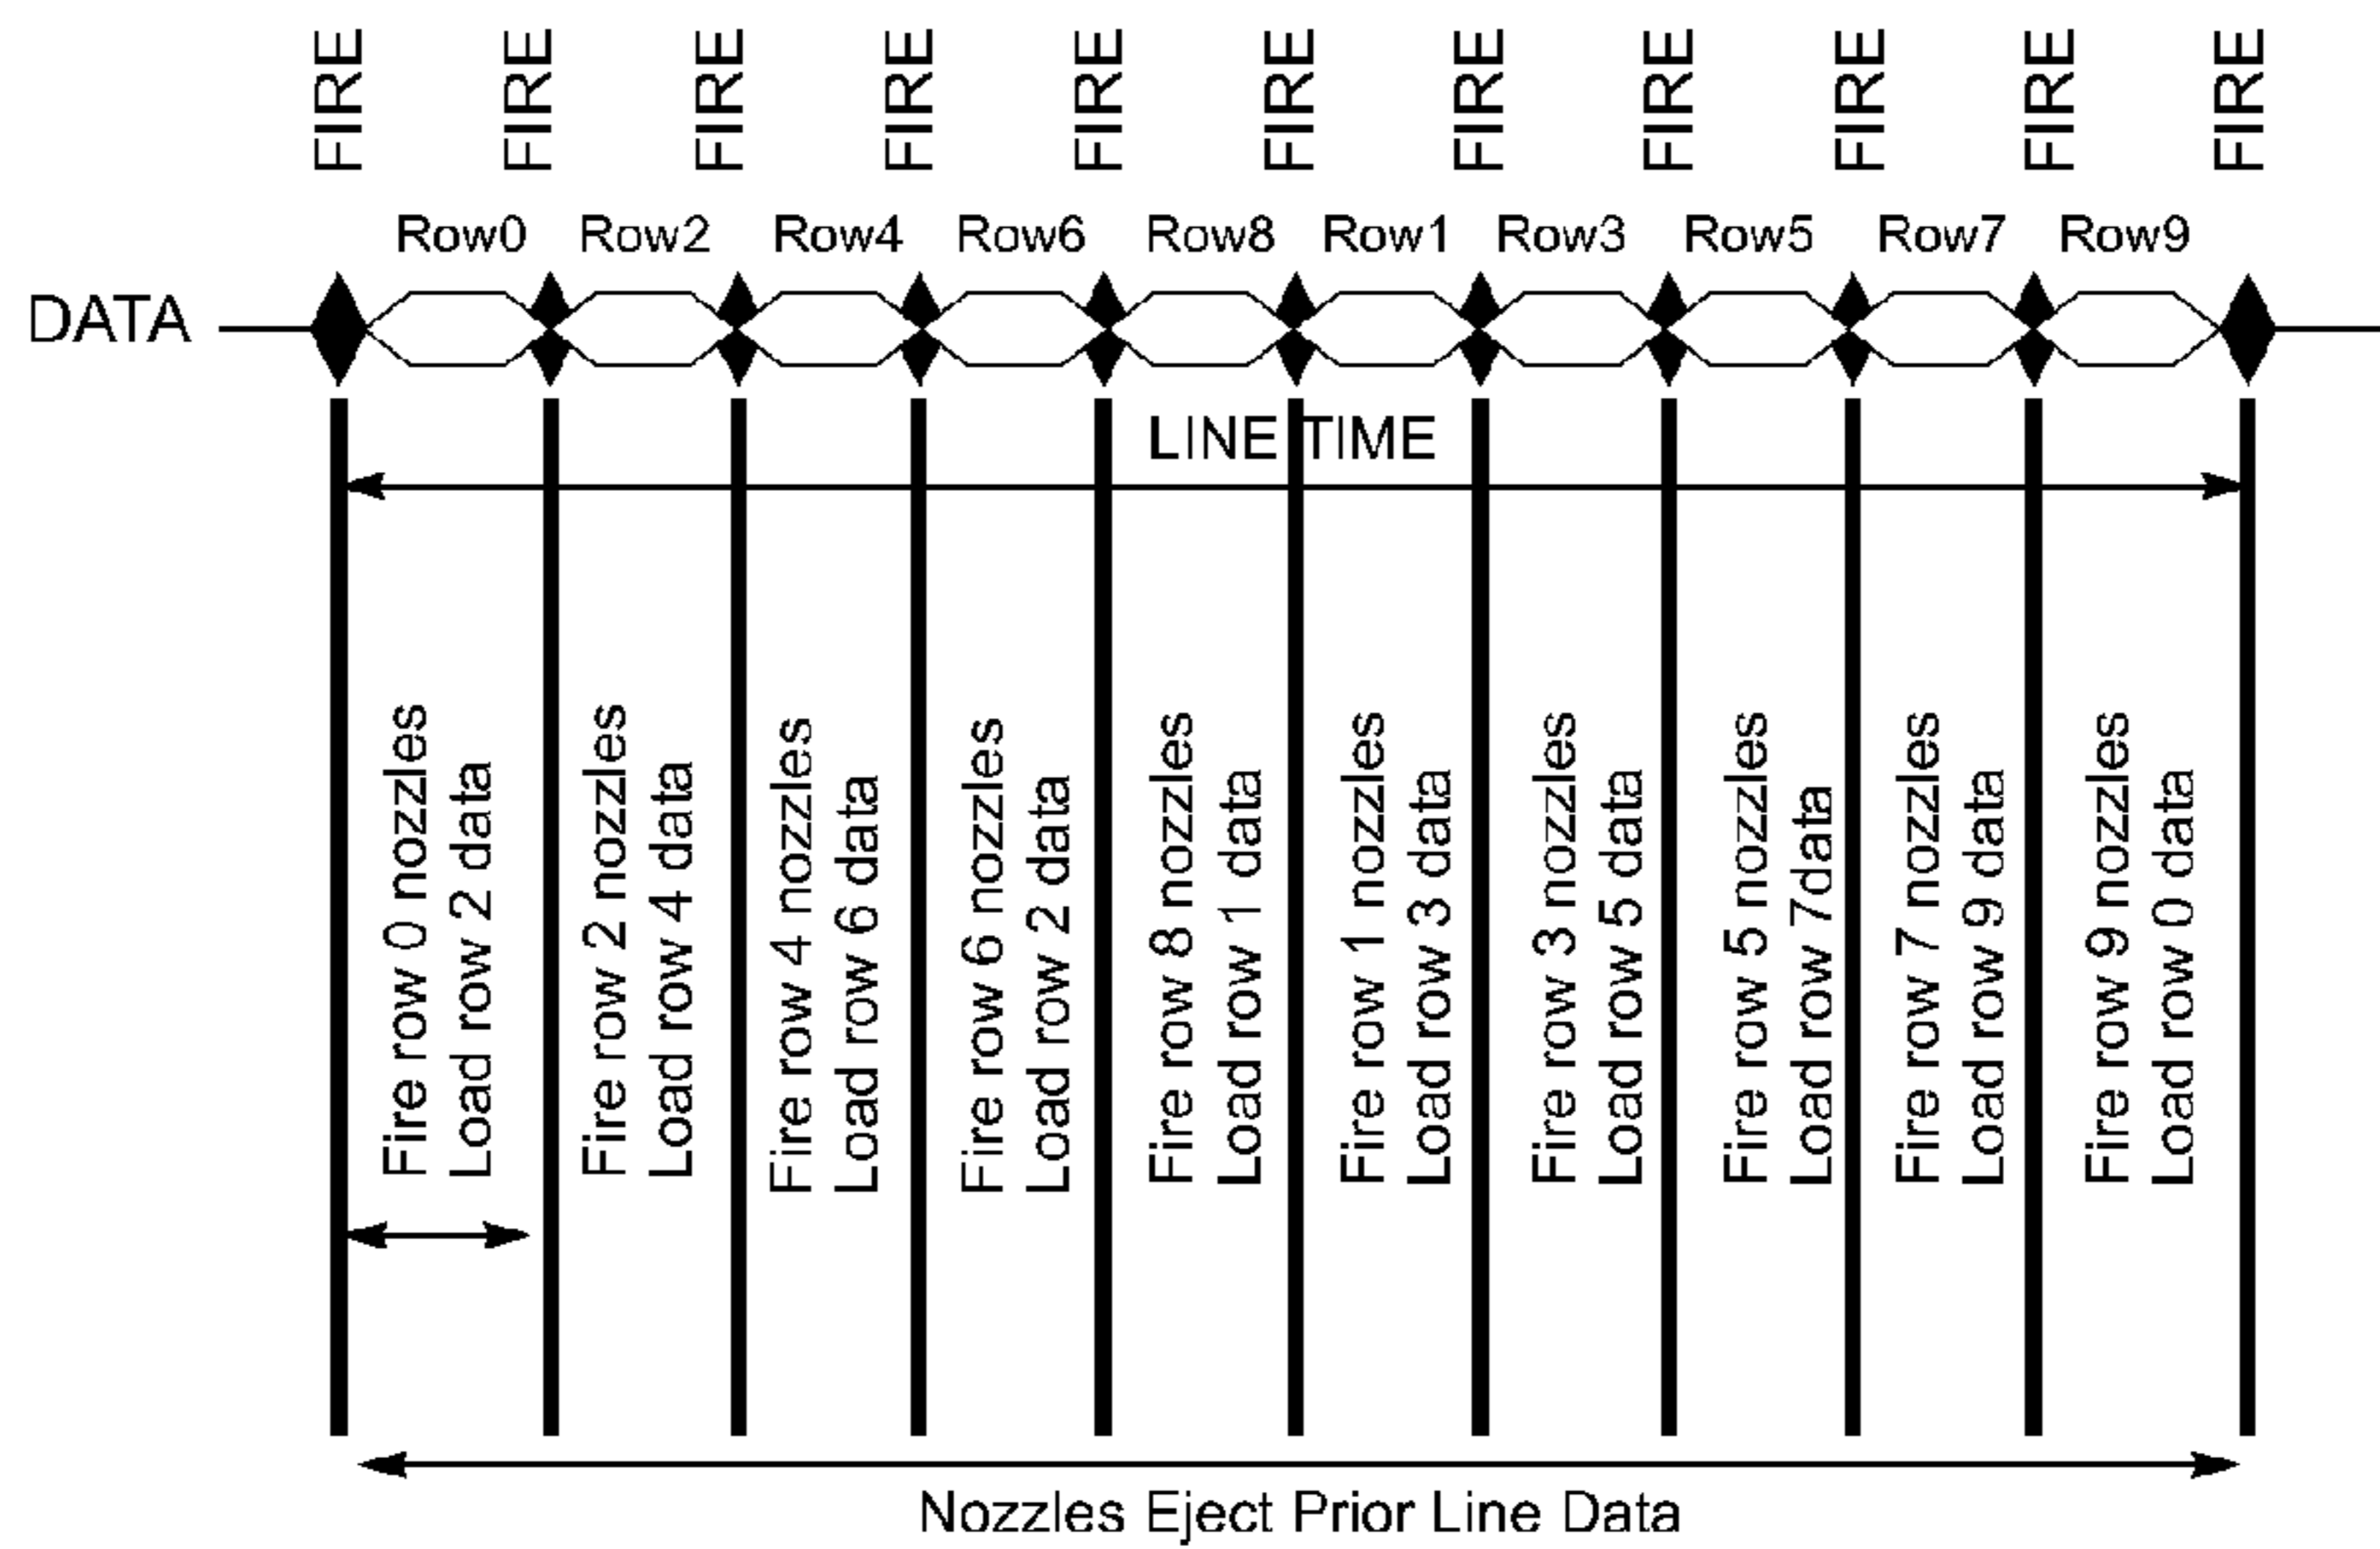 FIRE
FIRE
FIRE
FIRE
FIRE
FIRE
FIRE
FIRE
FIRE
FIRE
FIRE
Row0
Row2
Row4
Row6
Row8
Row1
Row3
Row5
Row7
Row9
DATA
LINE TIME
Fire row 0 nozzles
Load row 2 data
Fire row 2 nozzles
Load row 4 data
Fire row 4 nozzles
Load row 6 data
Fire row 6 nozzles
Load row 2 data
Fire row 8 nozzles
Load row 1 data
Fire row 1 nozzles
Load row 3 data
Fire row 3 nozzles
Load row 5 data
Fire row 5 nozzles
Load row 7data
Fire row 7 nozzles
Load row 9 data
Fire row 9 nozzles
Load row 0 data
Nozzles Eject Prior Line Data